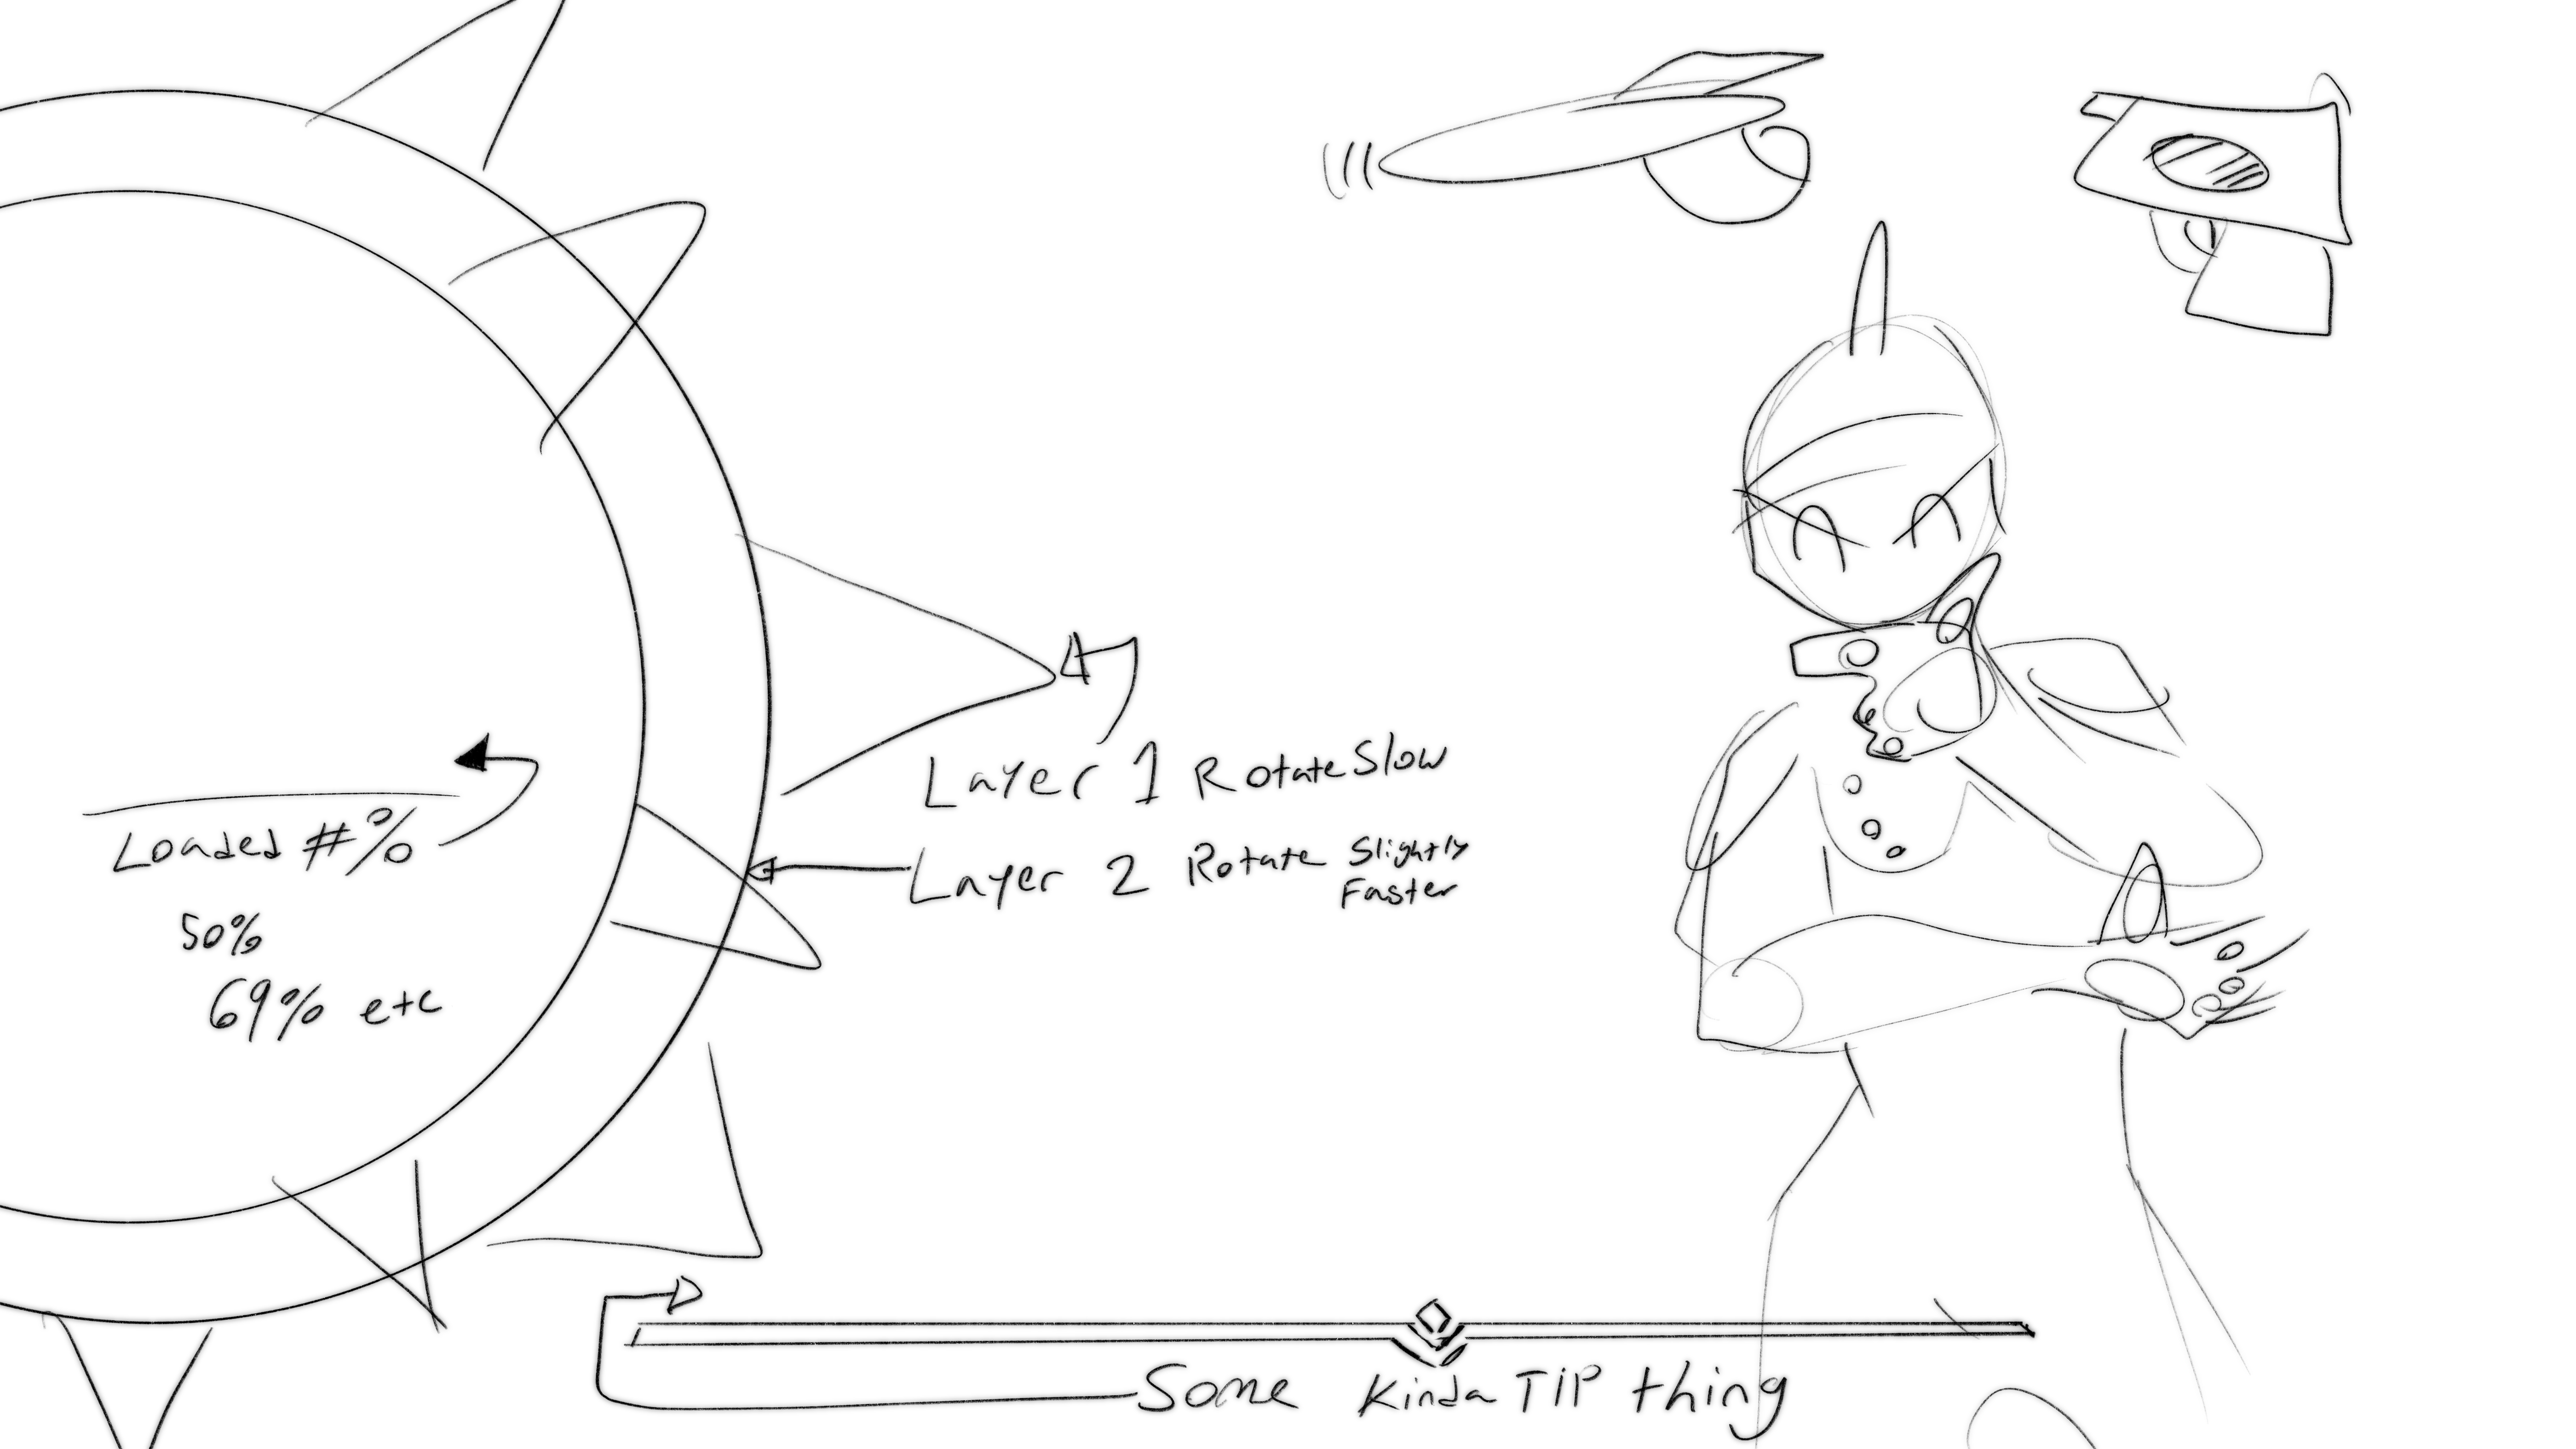 Layer 1 Rotate Slow
Layer 2 Rotate Slightly
Faster
Loaded #%
50%
69% etc
Some Kinda TIP thing